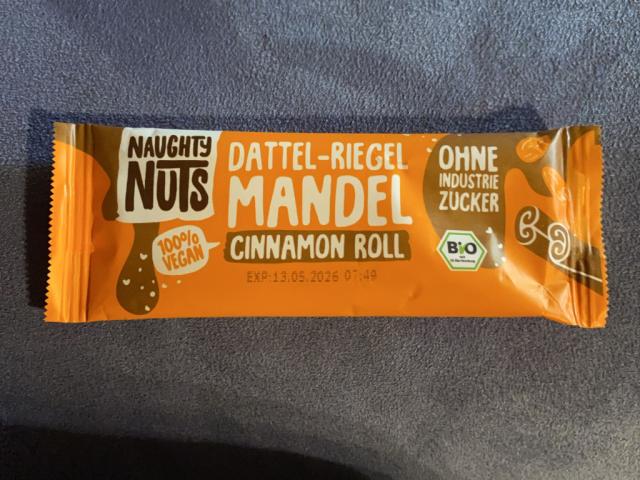 NAUGHTY
NUTS
100%
VEGAN
DATTEL-RIEGEL
MANDEL
CINNAMON ROLL
EXP:13.05.2026 07:49
OHNE
INDUSTRIE
ZUCKER
BIO